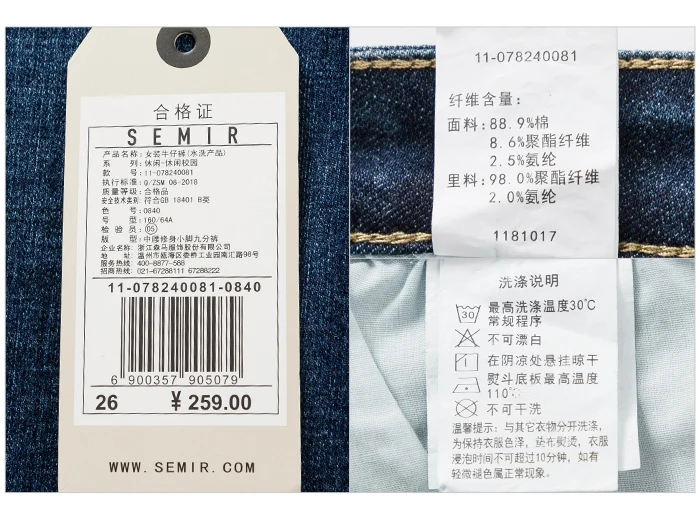 合格证
SEMIR
产品名称: 女装牛仔裤(水洗产品)
系 列: 休闲-休闲校园
款 号: 11-078240081
执行标准: Q/ZSM 08-2018
质量等级: 合格品
安全技术类别: 符合GB 18401 B类
色 号: 0840
号 型: 160/64A
检 验 员: 05
版 型: 中腰修身小脚九分裤
企业名称: 浙江森马服饰股份有限公司
地 址: 温州市瓯海区娄桥工业园南汇路98号
服务热线: 400-8877-588
招商热线: 021-67288111 67288222
11-078240081-0840
6 900357 905079
26 ¥ 259.00
WWW.SEMIR.COM
11-078240081
纤维含量:
面料: 88.9%棉
8.6%聚酯纤维
2.5%氨纶
里料: 98.0%聚酯纤维
2.0%氨纶
1181017
洗涤说明
30 最高洗涤温度30℃
常规程序
不可漂白
在阴凉处悬挂晾干
熨斗底板最高温度
110℃
不可干洗
温馨提示: 与其它衣物分开洗涤,
为保持衣服色泽, 垫布熨烫, 衣服
浸泡时间不可超过10分钟, 如有
轻微褪色属正常现象。